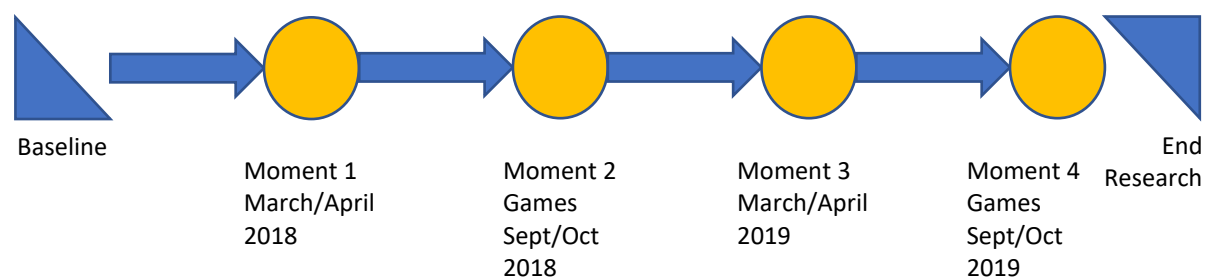 Baseline
Moment 1
March/April
2018
Moment 2
Games
Sept/Oct
2018
Moment 3
March/April
2019
Moment 4
Games
Sept/Oct
2019
End
Research